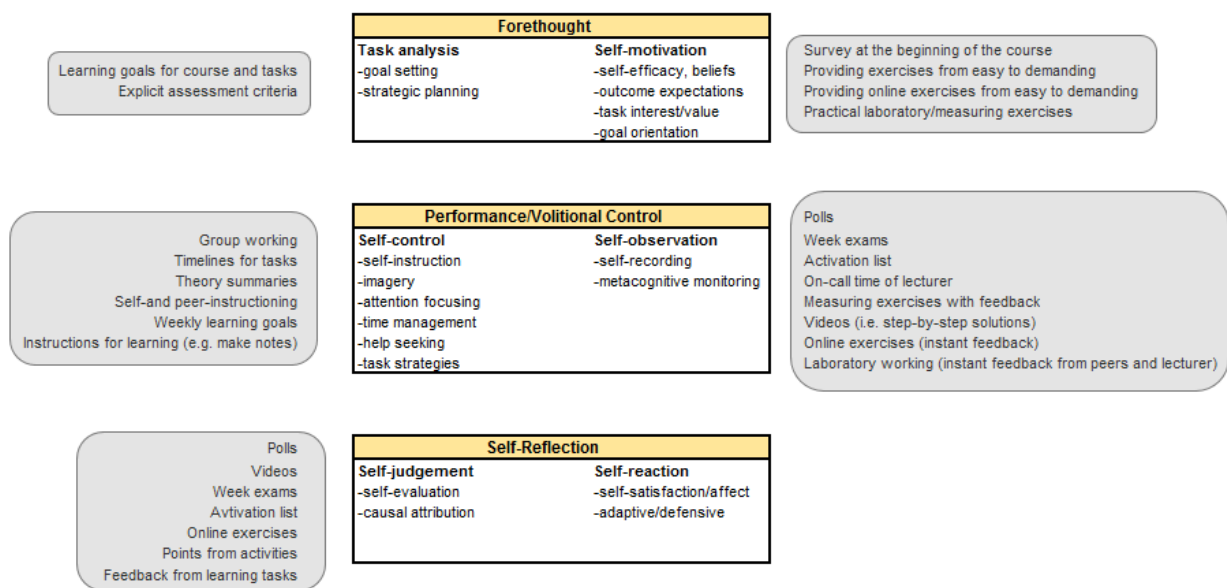 Forethought
Learning goals for course and tasks
Explicit assessment criteria
Task analysis
-goal setting
-strategic planning
Self-motivation
-self-efficacy, beliefs
-outcome expectations
-task interest/value
-goal orientation
Survey at the beginning of the course
Providing exercises from easy to demanding
Providing online exercises from easy to demanding
Practical laboratory/measuring exercises
Performance/Volitional Control
Group working
Timelines for tasks
Theory summaries
Self-and peer-instructioning
Weekly learning goals
Instructions for learning (e.g. make notes)
Self-control
-self-instruction
-imagery
-attention focusing
-time management
-help seeking
-task strategies
Self-observation
-self-recording
-metacognitive monitoring
Polls
Week exams
Activation list
On-call time of lecturer
Measuring exercises with feedback
Videos (i.e. step-by-step solutions)
Online exercises (instant feedback)
Laboratory working (instant feedback from peers and lecturer)
Self-Reflection
Polls
Videos
Week exams
Avtivation list
Online exercises
Points from activities
Feedback from learning tasks
Self-judgement
-self-evaluation
-causal attribution
Self-reaction
-self-satisfaction/affect
-adaptive/defensive